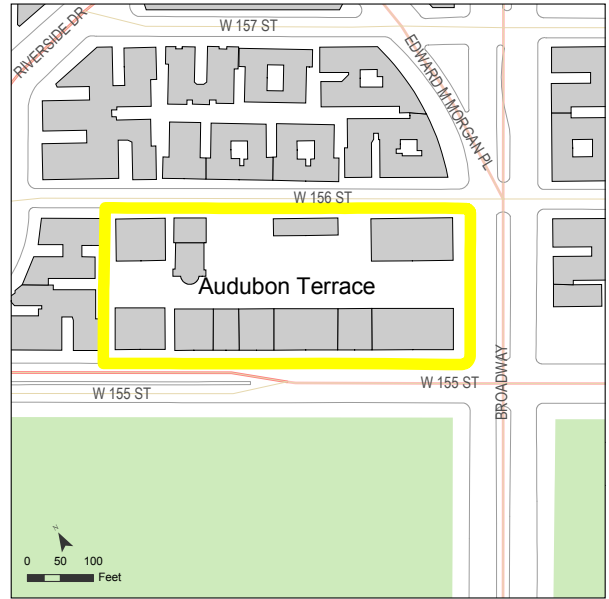 W 157 ST
RIVERSIDE DR
EDWARD M MORGAN PL
W 156 ST
Audubon Terrace
BROADWAY
W 155 ST
W 155 ST
N
0 50 100
Feet